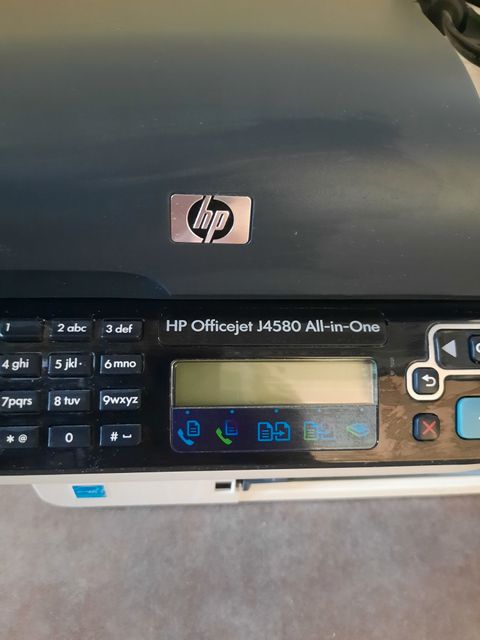 hp
HP Officejet J4580 All-in-One
1 2 abc 3 def
4 ghi 5 jkl 6 mno
7pqrs 8 tuv 9wxyz
* @ 0 #